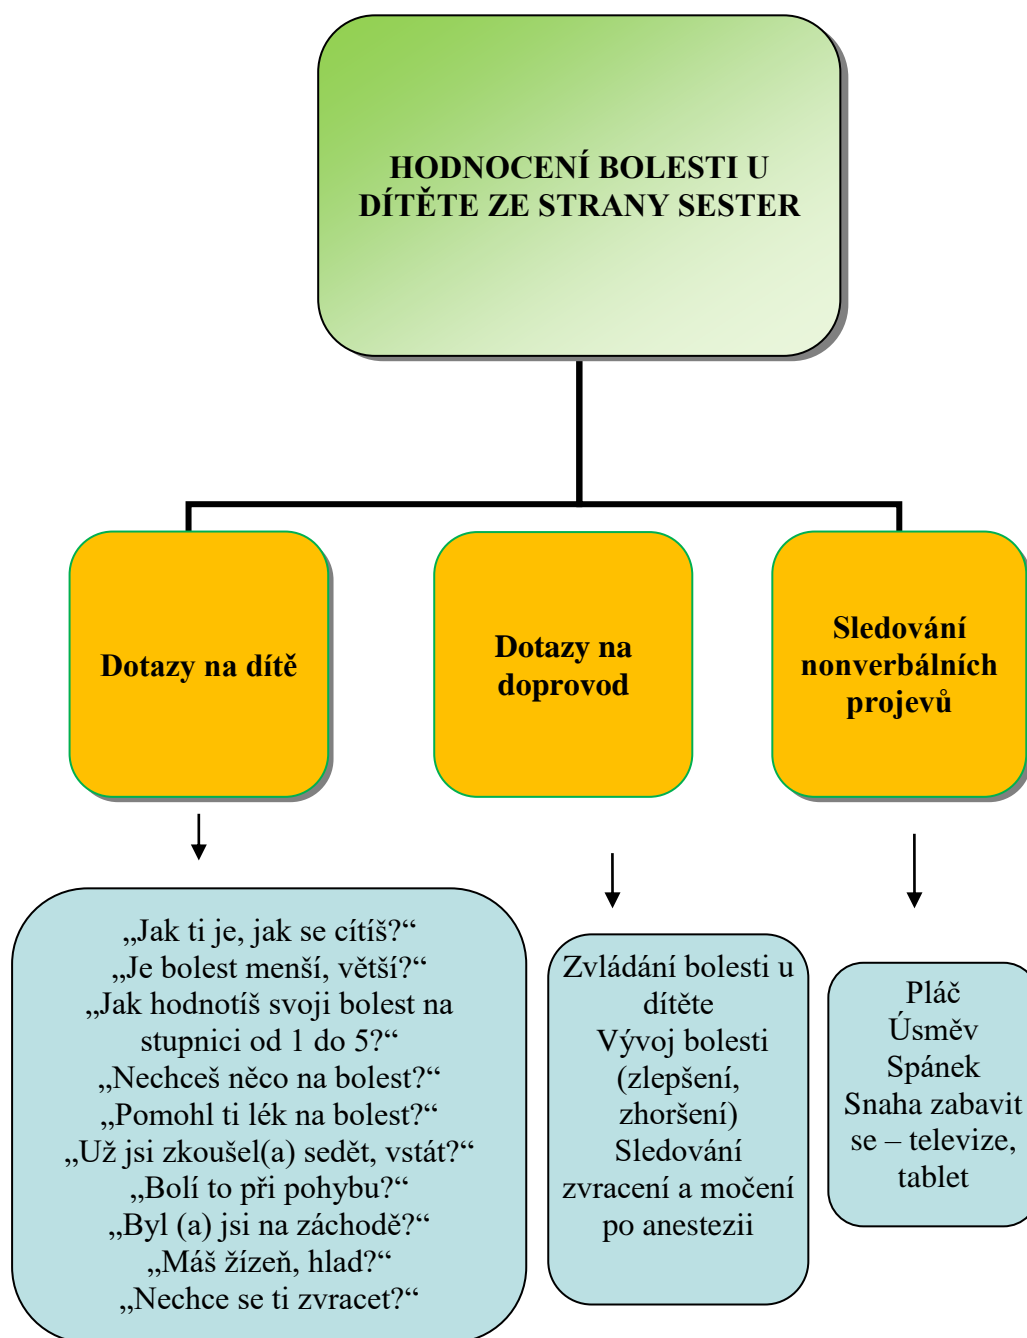 HODNOCENÍ BOLESTI U
DÍTĚTE ZE STRANY SESTER
Dotazy na dítě
Dotazy na
doprovod
Sledování
nonverbálních
projevů
„Jak ti je, jak se cítíš?“
„Je bolest menší, větší?“
„Jak hodnotíš svoji bolest na
stupnici od 1 do 5?“
„Nechceš něco na bolest?“
„Pomohl ti lék na bolest?“
„Už jsi zkoušel(a) sedět, vstát?“
„Bolí to při pohybu?“
„Byl (a) jsi na záchodě?“
„Máš žízeň, hlad?“
„Nechce se ti zvracet?“
Zvládání bolesti u
dítěte
Vývoj bolesti
(zlepšení,
zhoršení)
Sledování
zvracení a močení
po anestezii
Pláč
Úsměv
Spánek
Snaha zabavit
se – televize,
tablet